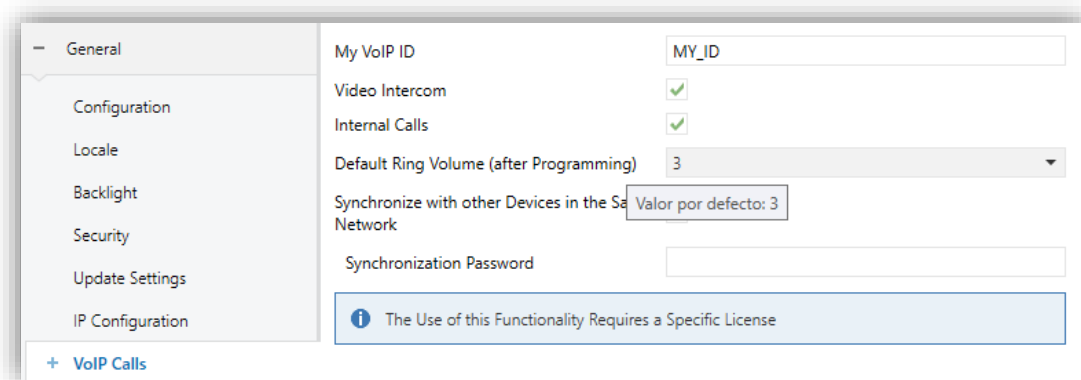 General
Configuration
Locale
Backlight
Security
Update Settings
IP Configuration
VoIP Calls
My VoIP ID
MY_ID
Video Intercom
Internal Calls
Default Ring Volume (after Programming)
3
Synchronize with other Devices in the
Valor por defecto: 3
Network
Synchronization Password
The Use of this Functionality Requires a Specific License